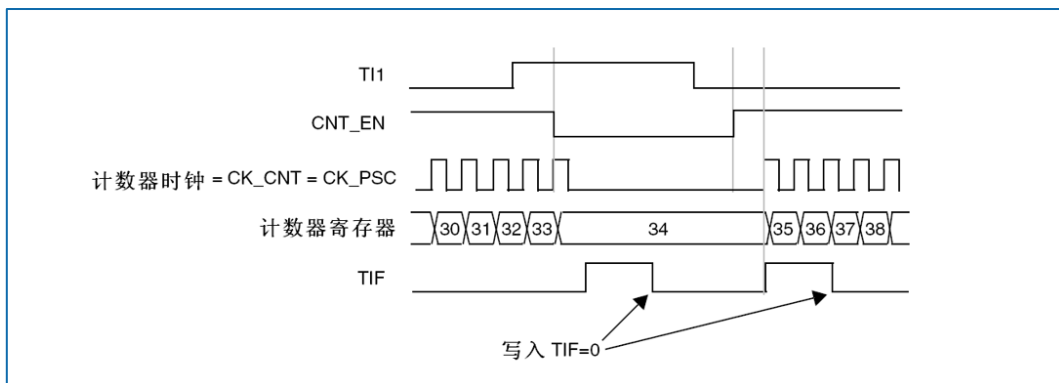 TI1
CNT_EN
计数器时钟 = CK_CNT = CK_PSC
计数器寄存器 30 31 32 33 34 35 36 37 38
TIF
写入 TIF=0